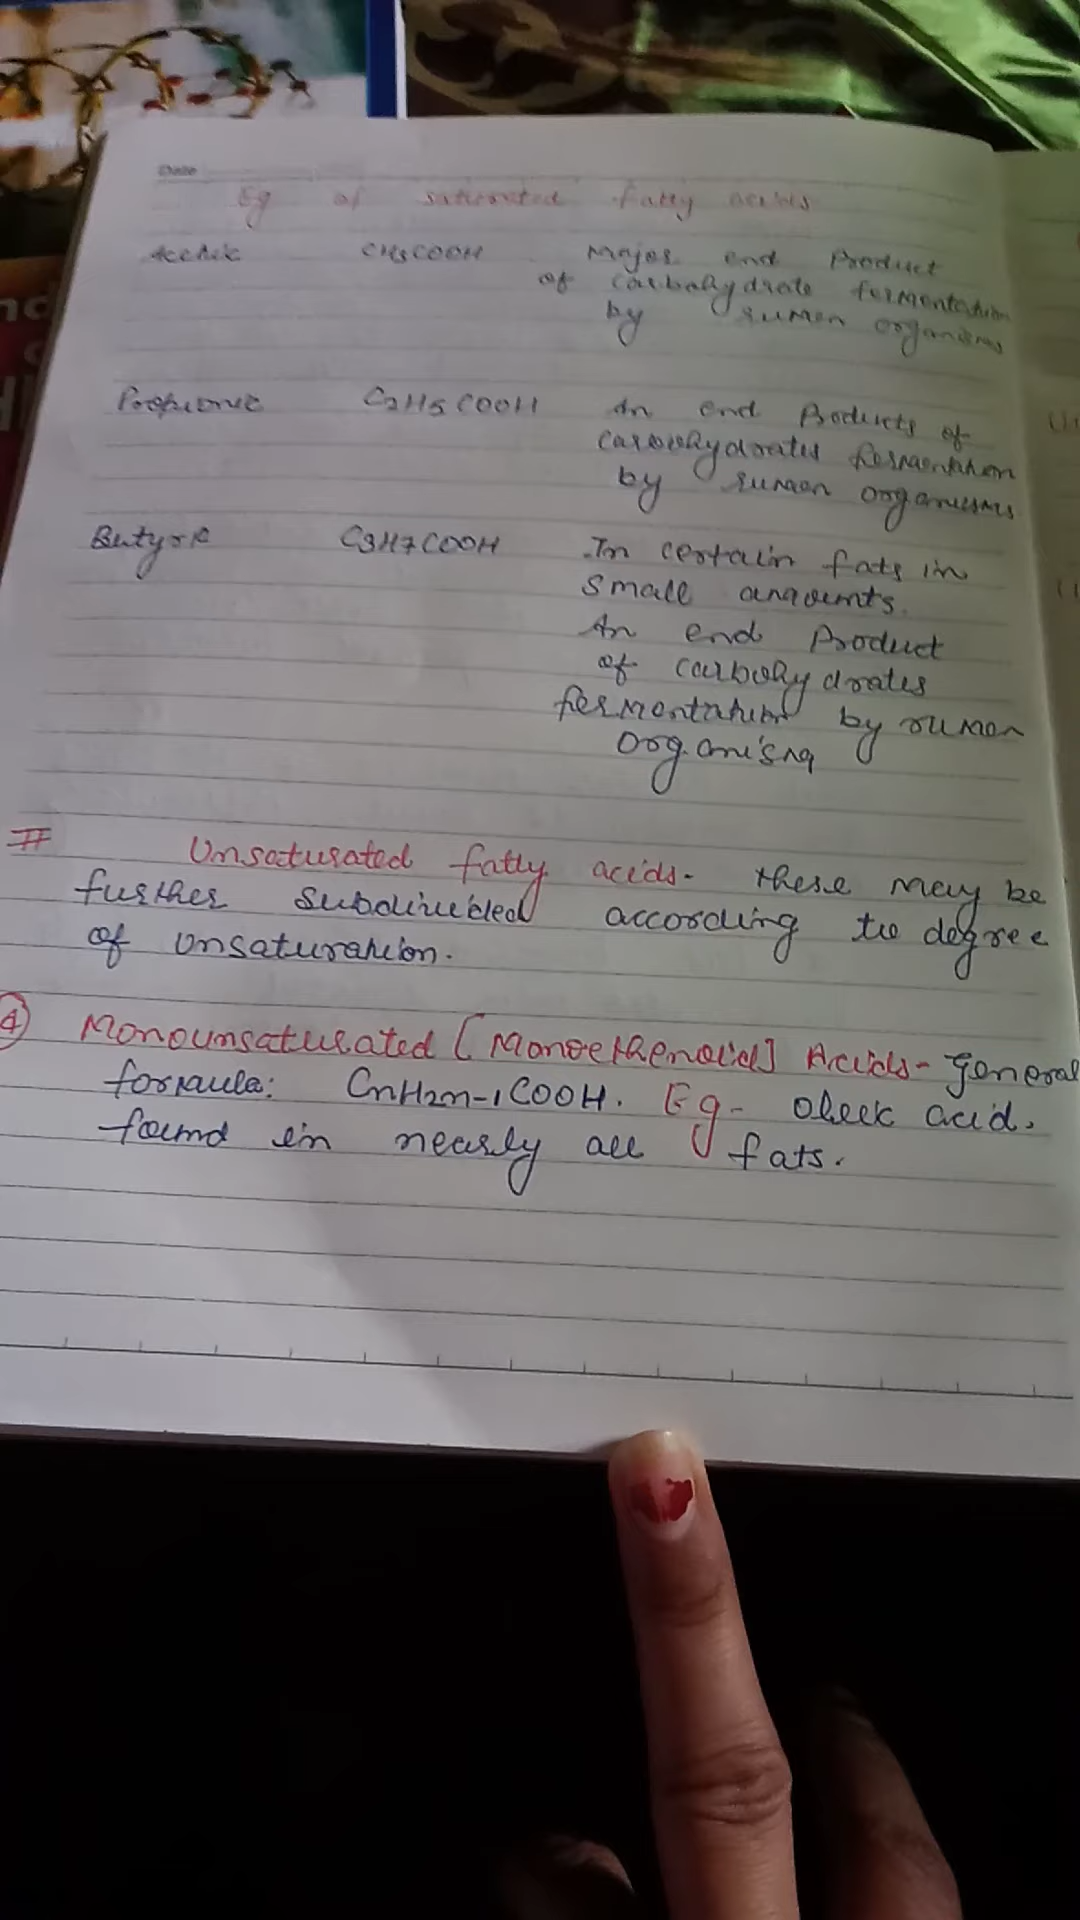 Date
Eg of saturated fatty acids
Acetic CH3COOH Major end Product
of carbohydrate fermentation
by rumen organisms
Propionic C2H5COOH An end Products of
carbohydrates fermentation
by rumen organisms
Butyric C3H7COOH In certain fats in
small amounts.
An end Product
of carbohydrates
fermentation by rumen
organism
II Unsaturated fatty acids- these may be
further subdivided according to degree
of unsaturation.
Monounsaturated [Monoethenoid] Acids- general
formula: CnH2n-1COOH. Eg- Oleic acid.
found in nearly all fats.